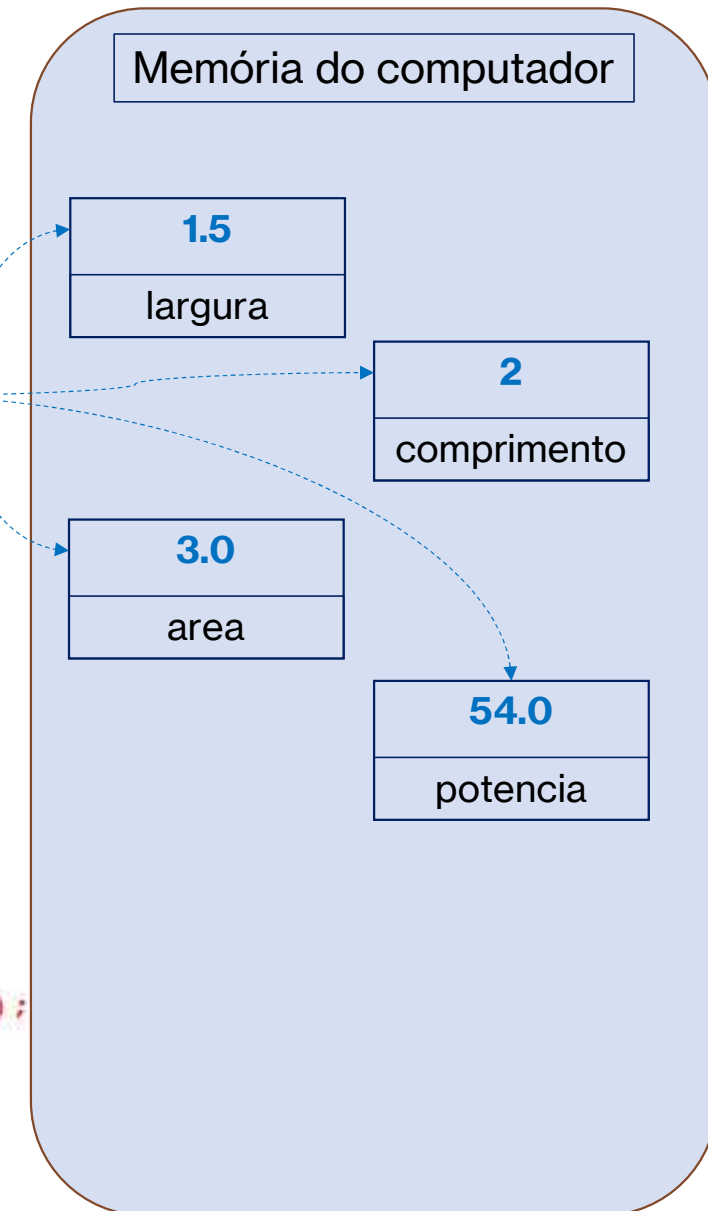 Memória do computador
1.5
largura
2
comprimento
3.0
area
54.0
potencia
);